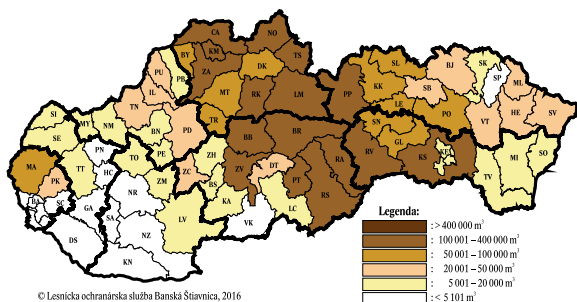 CA
NO
BY
KM
TS
PU
PB
ZA
DK
IL
MT
RK
LM
TN
TR
PP
SL
BJ
SK
SP
ML
KK
SB
LE
PO
VT
HE
SV
SI
MY
NM
BN
PD
SE
PE
BB
BR
SN
GL
RV
KS
MI
SO
TV
PN
TO
ZH
MA
TT
HC
ZM
ZC
ZV
DT
RA
PK
BS
PT
NR
KA
RS
BA
SC
GA
SA
LV
VK
LC
NZ
DS
KN
Legenda:
: > 400 000 m³
: 100 001 – 400 000 m³
: 50 001 – 100 000 m³
: 20 001 – 50 000 m³
: 5 001 – 20 000 m³
: < 5 101 m³
© Lesnícka ochranárska služba Banská Štiavnica, 2016